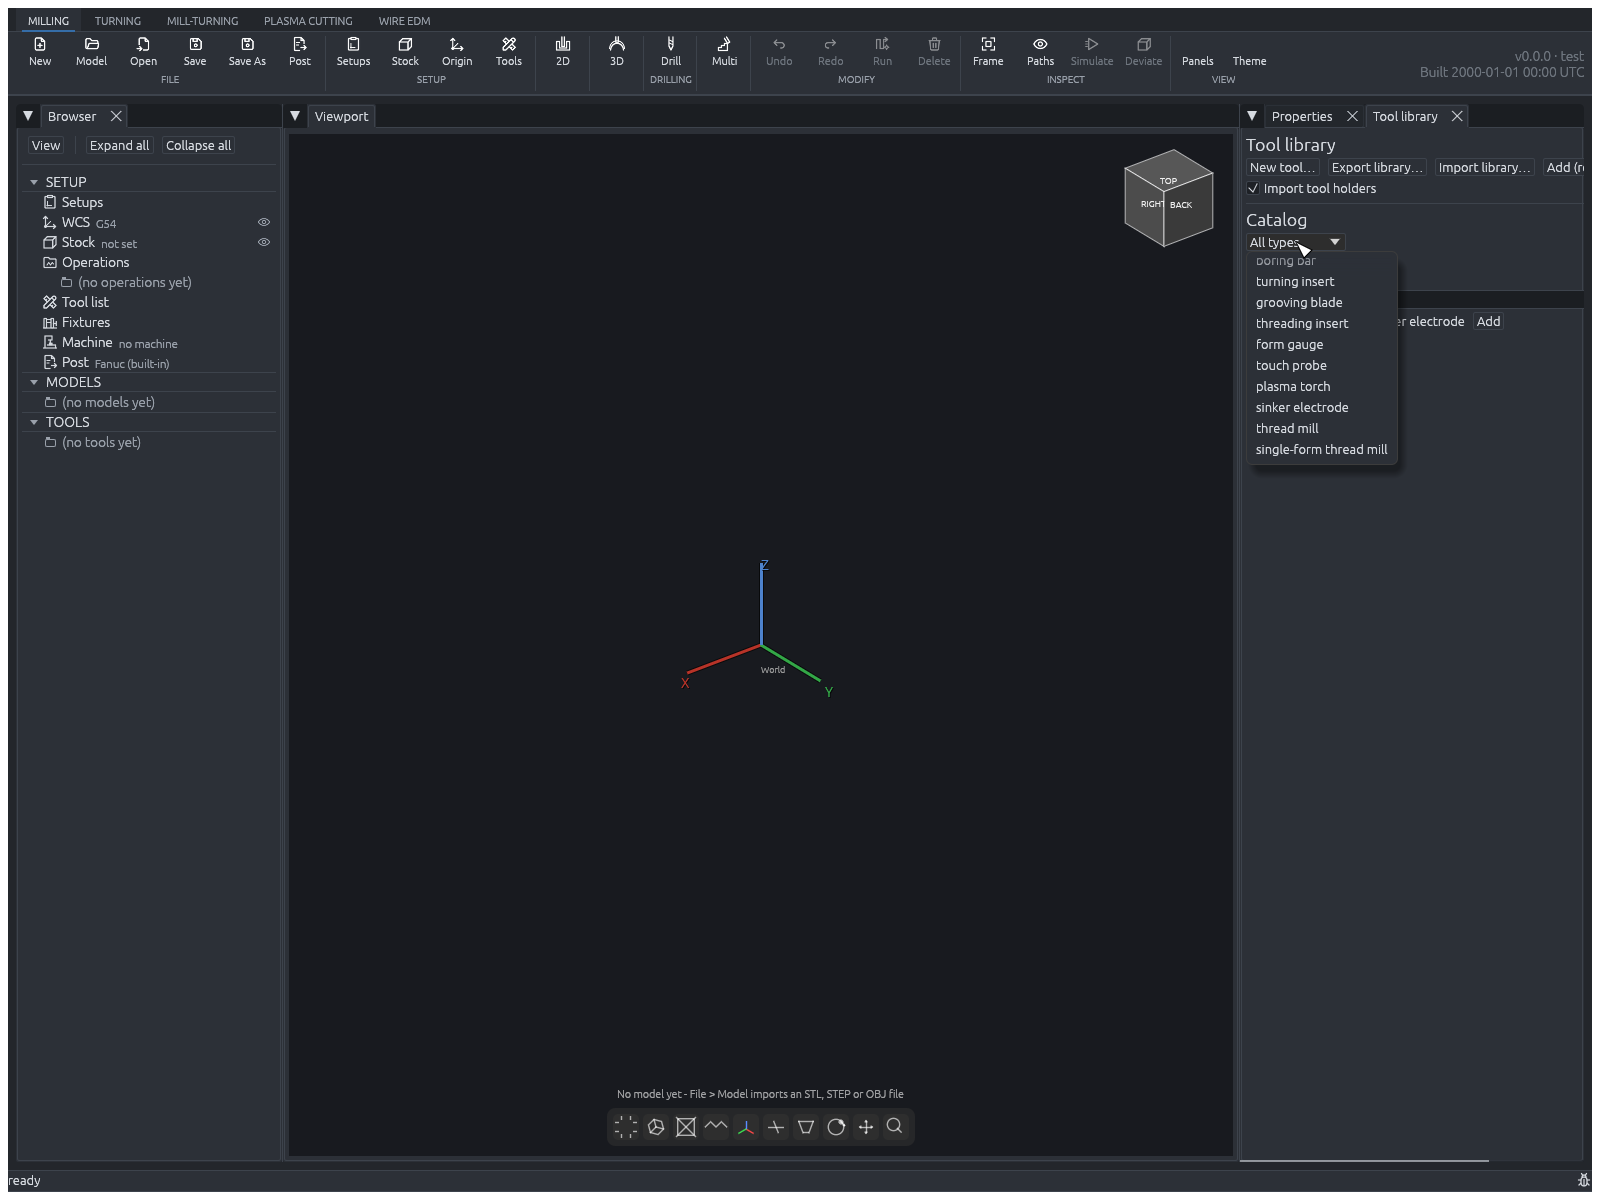 MILLING TURNING MILL-TURNING PLASMA CUTTING WIRE EDM
New Model Open Save Save As Post Setups Stock Origin Tools 2D 3D Drill Multi Undo Redo Run Delete Frame Paths Simulate Deviate Panels Theme
FILE SETUP DRILLING MODIFY INSPECT VIEW
v0.0.0 · test
Built 2000-01-01 00:00 UTC
Browser
View Expand all Collapse all
SETUP
Setups
WCS G54
Stock not set
Operations
(no operations yet)
Tool list
Fixtures
Machine no machine
Post Fanuc (built-in)
MODELS
(no models yet)
TOOLS
(no tools yet)
Viewport
TOP
RIGHT BACK
Z
X
Y
World
No model yet - File > Model imports an STL, STEP or OBJ file
Properties Tool library
Tool library
New tool... Export library... Import library... Add (r
Import tool holders
Catalog
All types
boring bar
turning insert
grooving blade
threading insert
form gauge
touch probe
plasma torch
sinker electrode
thread mill
single-form thread mill
er electrode Add
ready